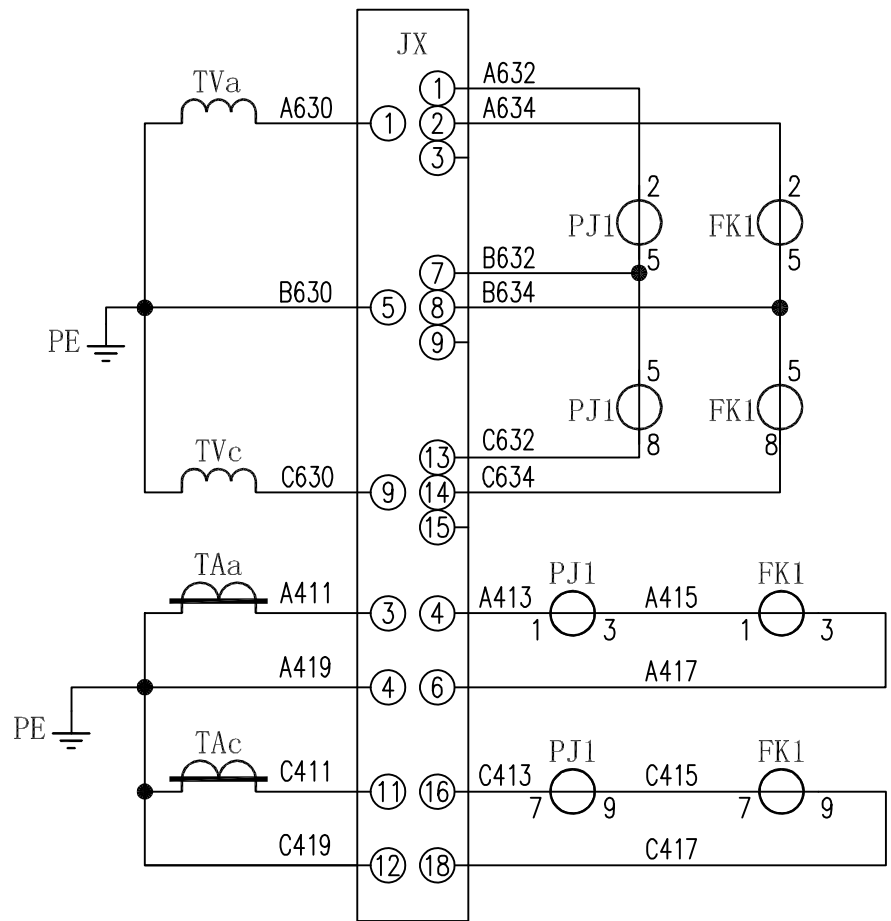 JX
TVa A630 1 1 A632
2 A634
3
2 2
PJ1 FK1
5 5
7 B632
B630 5 8 B634
PE
9
5 5
PJ1 FK1
8 8
13 C632
TVc C630 9 14 C634
15
TAa A411 3 4 A413 PJ1 A415 FK1
1 3 1 3
A419 4 6 A417
PE
TAc C411 11 16 C413 PJ1 C415 FK1
7 9 7 9
C419 12 18 C417